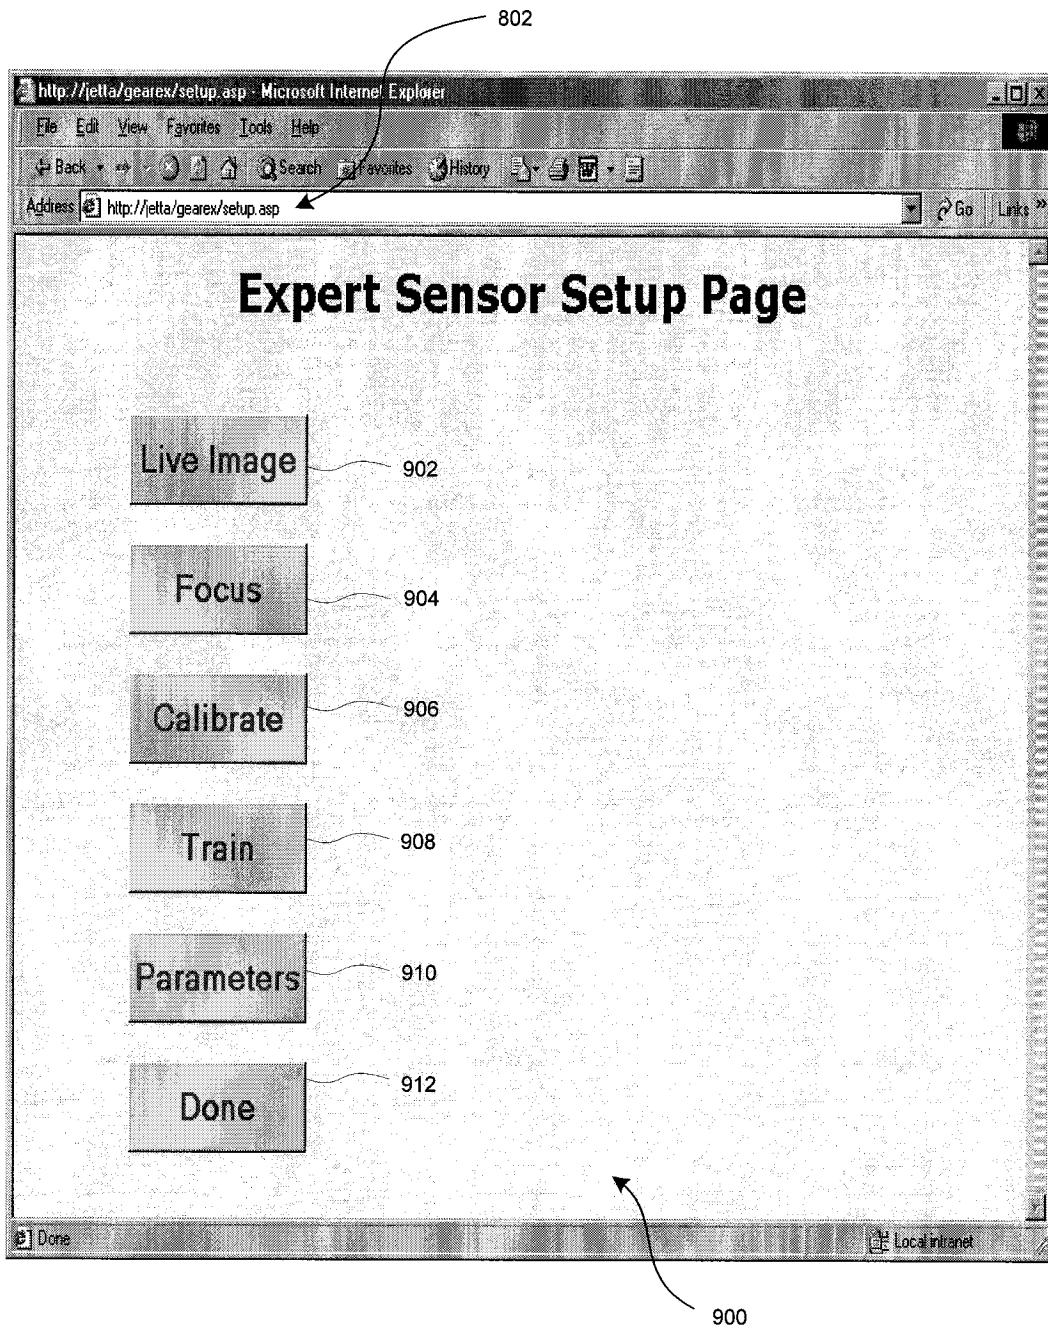 802
http://jetta/gearex/setup.asp - Microsoft Internet Explorer
File Edit View Favorites Tools Help
Back Search Favorites History
Address http://jetta/gearex/setup.asp Go Links »
Expert Sensor Setup Page
Live Image 902
Focus 904
Calibrate 906
Train 908
Parameters 910
Done 912
Done Local intranet
900